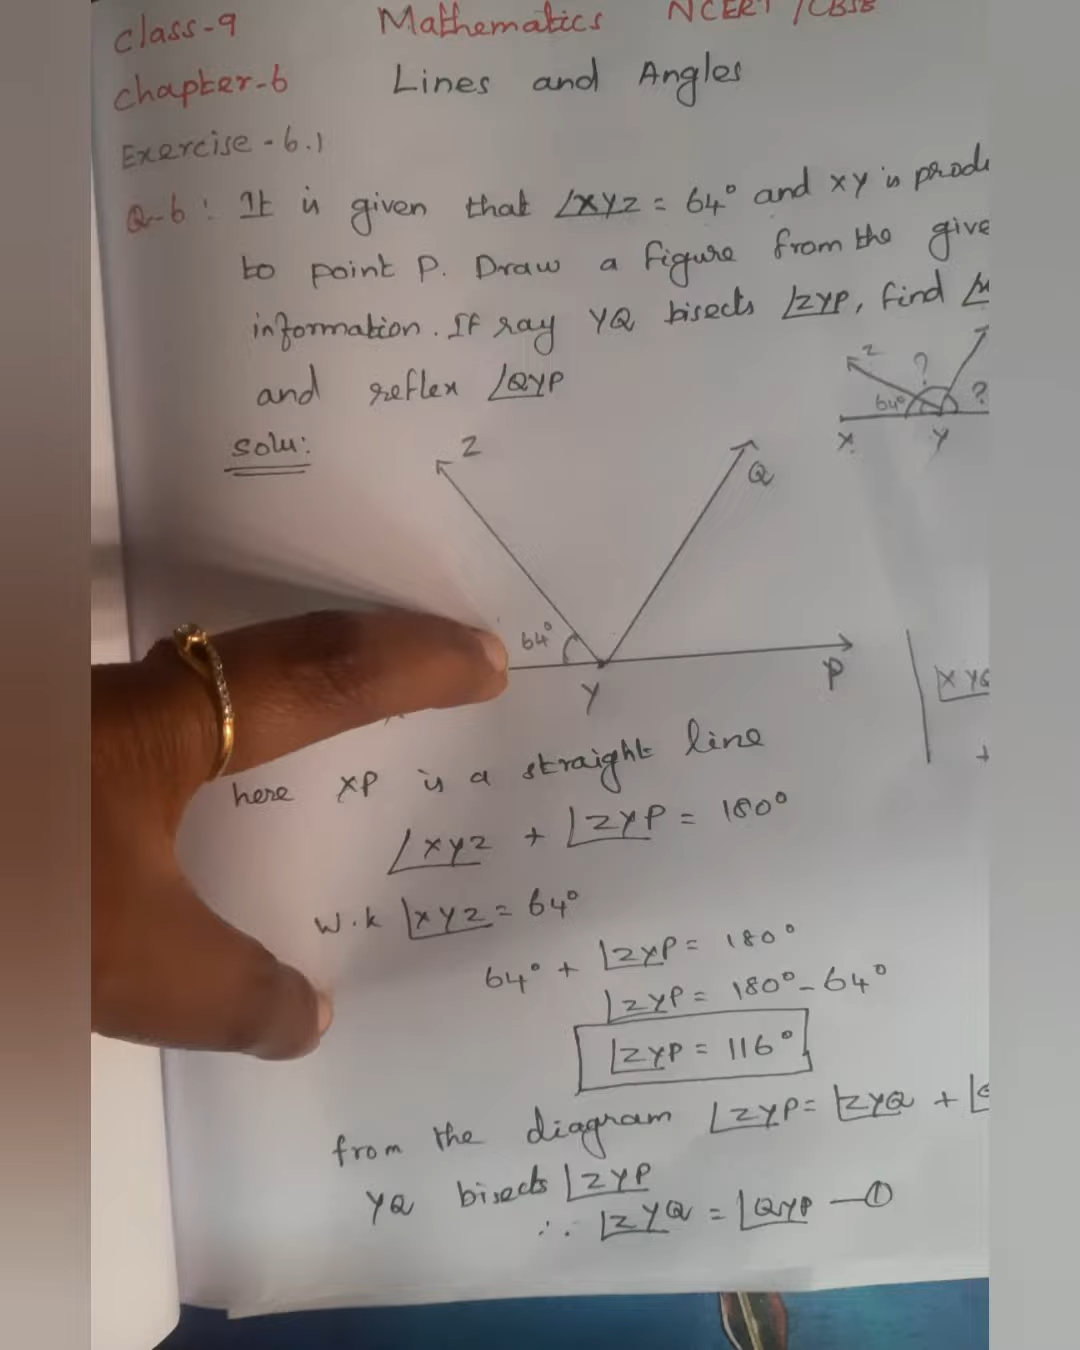 Class-9 Mathematics NCERT /CBSE
Chapter-6 Lines and Angles
Exercise-6.1
Q-6: It is given that ∠XYZ = 64° and XY is
to point P. Draw a figure from the
information. If ray YQ bisects ∠ZYP, find
and reflex ∠QYP
Z
?
64°
?
X
Y
Solu:
Z
Q
64°
Y
P
here XP is a straight line
∠XYZ + ∠ZYP = 180°
W.k ∠XYZ = 64°
64° + ∠ZYP = 180°
∠ZYP = 180° - 64°
∠ZYP = 116°
from the diagram ∠ZYP = ∠ZYQ +
YQ bisects ∠ZYP
∴ ∠ZYQ = ∠QYP —①